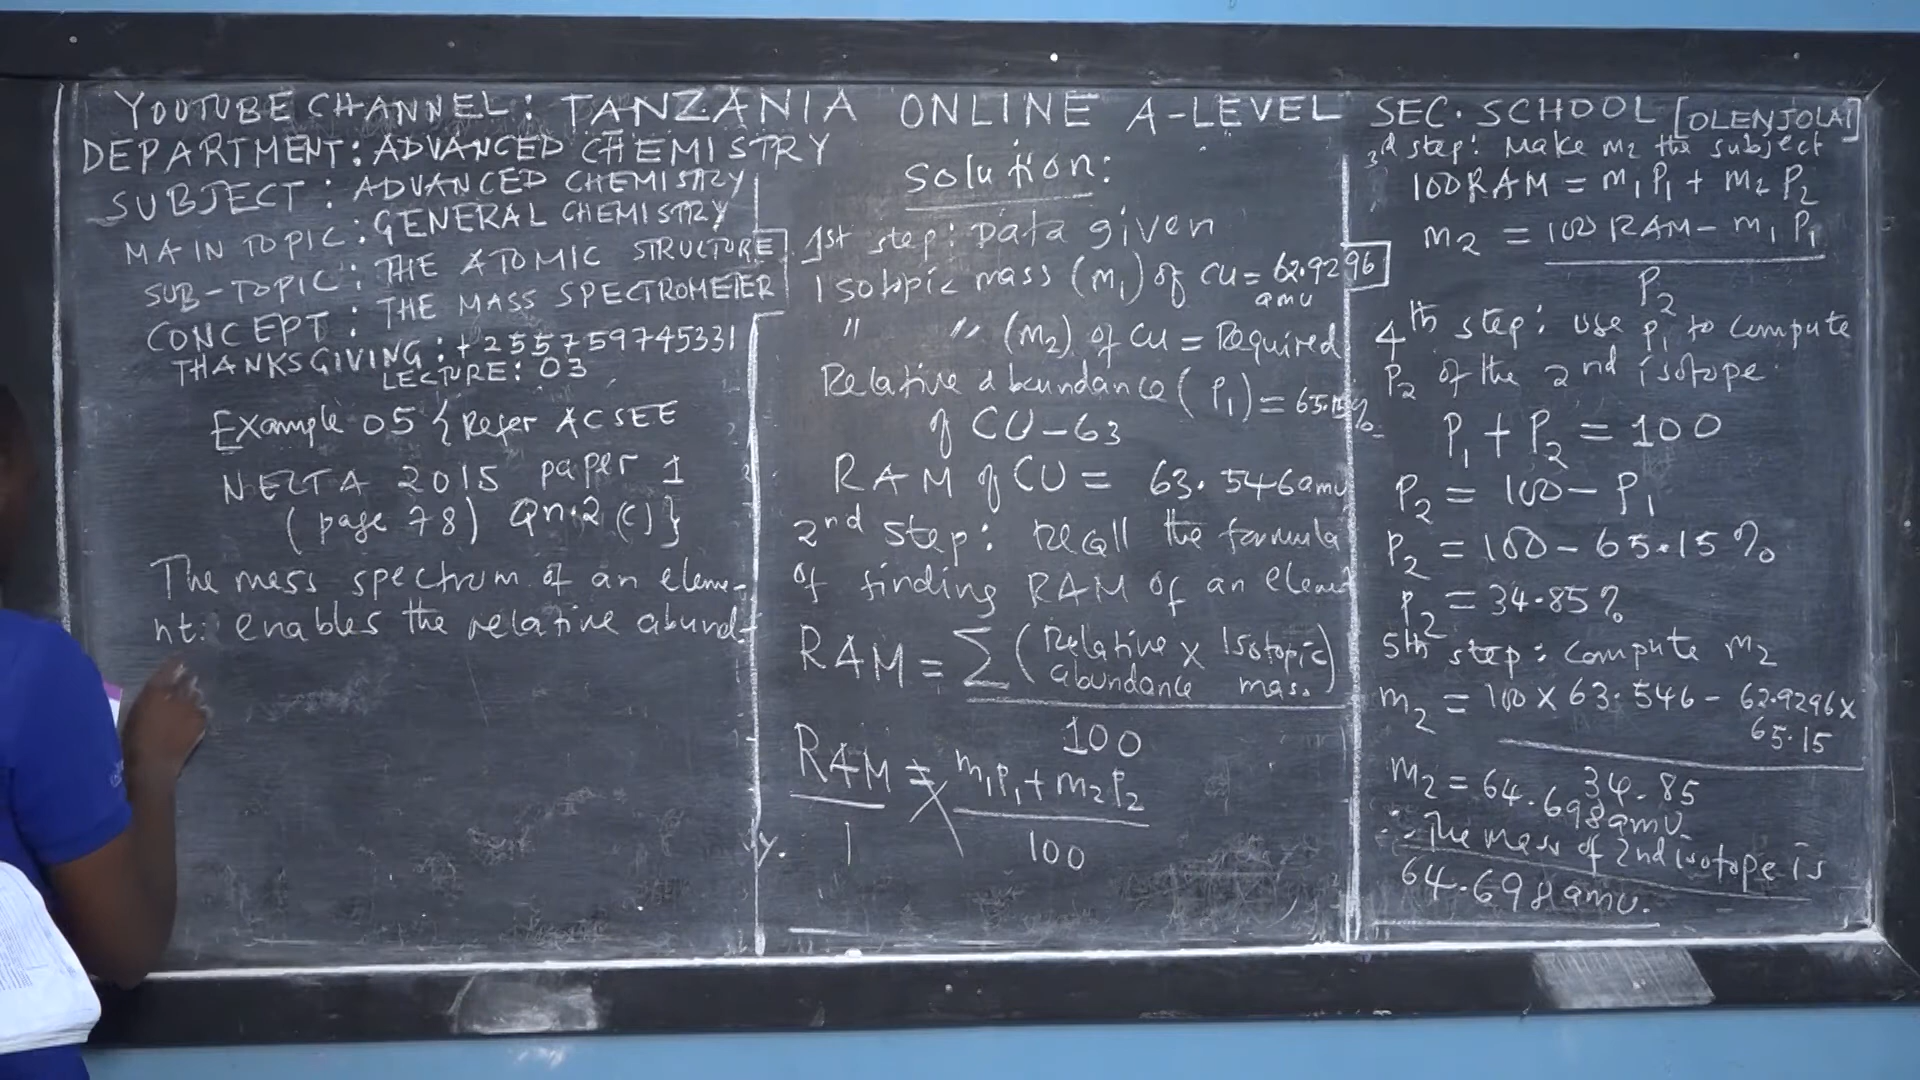 YOUTUBE CHANNEL: TANZANIA ONLINE A-LEVEL SEC. SCHOOL [OLENJOLAI]
DEPARTMENT: ADVANCED CHEMISTRY
SUBJECT: ADVANCED CHEMISTRY
MAIN TOPIC: GENERAL CHEMISTRY
SUB-TOPIC: THE ATOMIC STRUCTURE
CONCEPT: THE MASS SPECTROMETER
THANKSGIVING: +255759745331
LECTURE: 03
Example 05 {Refer ACSEE
NECTA 2015 paper 1
(page 78) Qn.2 (c)}
The mass spectrum of an eleme-
nt: enables the relative abund-
Solution:
1st step: Data given
Isotopic mass (m1) of CU = 62.9296
amu
" " (m2) of CU = Required
Relative abundance (P1) = 65.15%
of CU-63
RAM of CU = 63.546amu
2nd step: Recall the formula
of finding RAM of an elem
RAM = Σ (Relative abundance x Isotopic mass)
100
RAM = m1P1 + m2P2
1 100
3rd step: Make m2 the subject
100RAM = m1P1 + m2P2
m2 = 100RAM - m1P1
P2
4th step: Use P1 to compute
P2 of the 2nd isotope.
P1 + P2 = 100
P2 = 100 - P1
P2 = 100 - 65.15%
P2 = 34.85%
5th step: Compute m2
m2 = 100 x 63.546 - 62.9296 x
65.15
34.85
m2 = 64.698amu.
∴ The mass of 2nd isotope is
64.698amu.